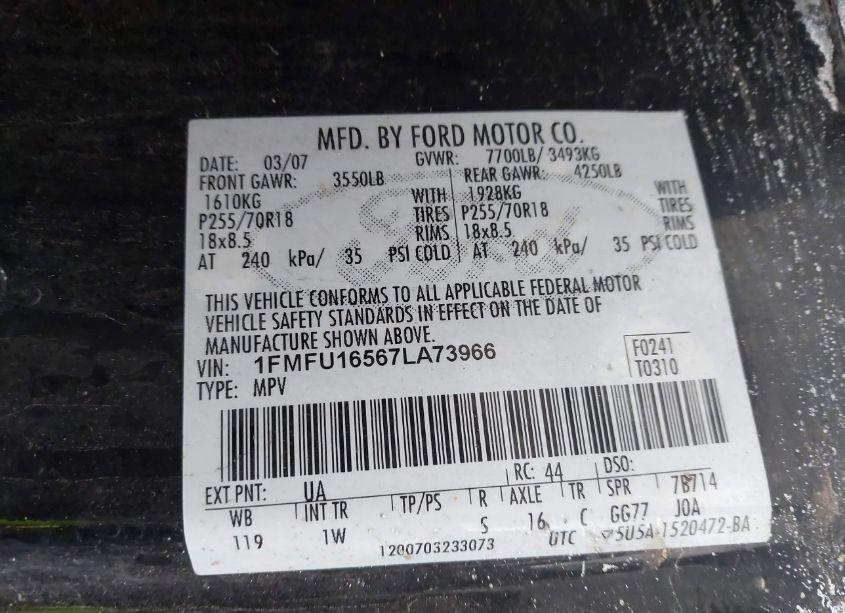 MFD. BY FORD MOTOR CO.
DATE: 03/07 GVWR: 7700LB/ 3493KG
FRONT GAWR: 3550LB REAR GAWR: 4250LB
1610KG WITH 1928KG WITH
P255/70R18 TIRES P255/70R18 TIRES
18x8.5 RIMS 18x8.5 RIMS
AT 240 kPa/ 35 PSI COLD AT 240 kPa/ 35 PSI COLD
Ford
THIS VEHICLE CONFORMS TO ALL APPLICABLE FEDERAL MOTOR
VEHICLE SAFETY STANDARDS IN EFFECT ON THE DATE OF
MANUFACTURE SHOWN ABOVE.
VIN: 1FMFU16567LA73966 F0241
TYPE: MPV T0310
EXT PNT: UA RC: 44 DSO:
WB INT TR TP/PS R AXLE TR SPR 7B714
119 1W S 16 C GG77 J0A
1200703233073 UTC 5U5A-1520472-BA